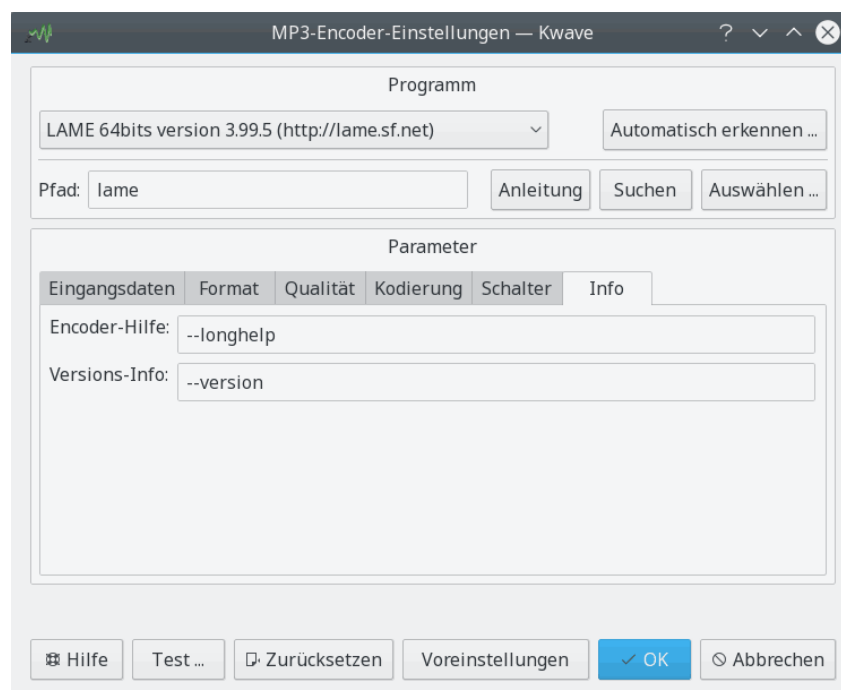 MP3-Encoder-Einstellungen — Kwave
Programm
LAME 64bits version 3.99.5 (http://lame.sf.net) Automatisch erkennen ...
Pfad: lame Anleitung Suchen Auswählen ...
Parameter
Eingangsdaten Format Qualität Kodierung Schalter Info
Encoder-Hilfe: --longhelp
Versions-Info: --version
Hilfe Test ... Zurücksetzen Voreinstellungen OK Abbrechen